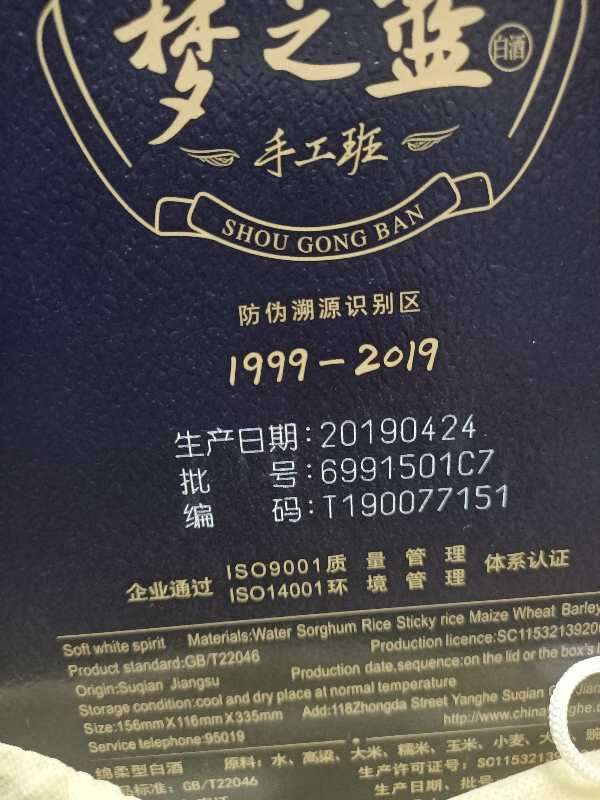 梦之蓝 白酒
手工班
SHOU GONG BAN
防伪溯源识别区
1999-2019
生产日期:20190424
批 号:6991501C7
编 码:T190077151
企业通过 ISO9001质量管理 体系认证
ISO14001环境管理
Soft white spirit Materials:Water Sorghum Rice Sticky rice Maize Wheat Barley
Product standard:GB/T22046 Production licence:SC1153213920
Origin:Suqian Jiangsu Production date,sequence:on the lid or the box's
Storage condition:cool and dry place at normal temperature
Size:156mmX116mmX335mm Add:118Zhongda Street Yanghe Suqian
Service telephone:95019 http://www.china
绵柔型白酒 原料：水、高粱、大米、糯米、玉米、小麦、大
品标准：GB/T22046 生产许可证号：SC11532139
生产日期、批号